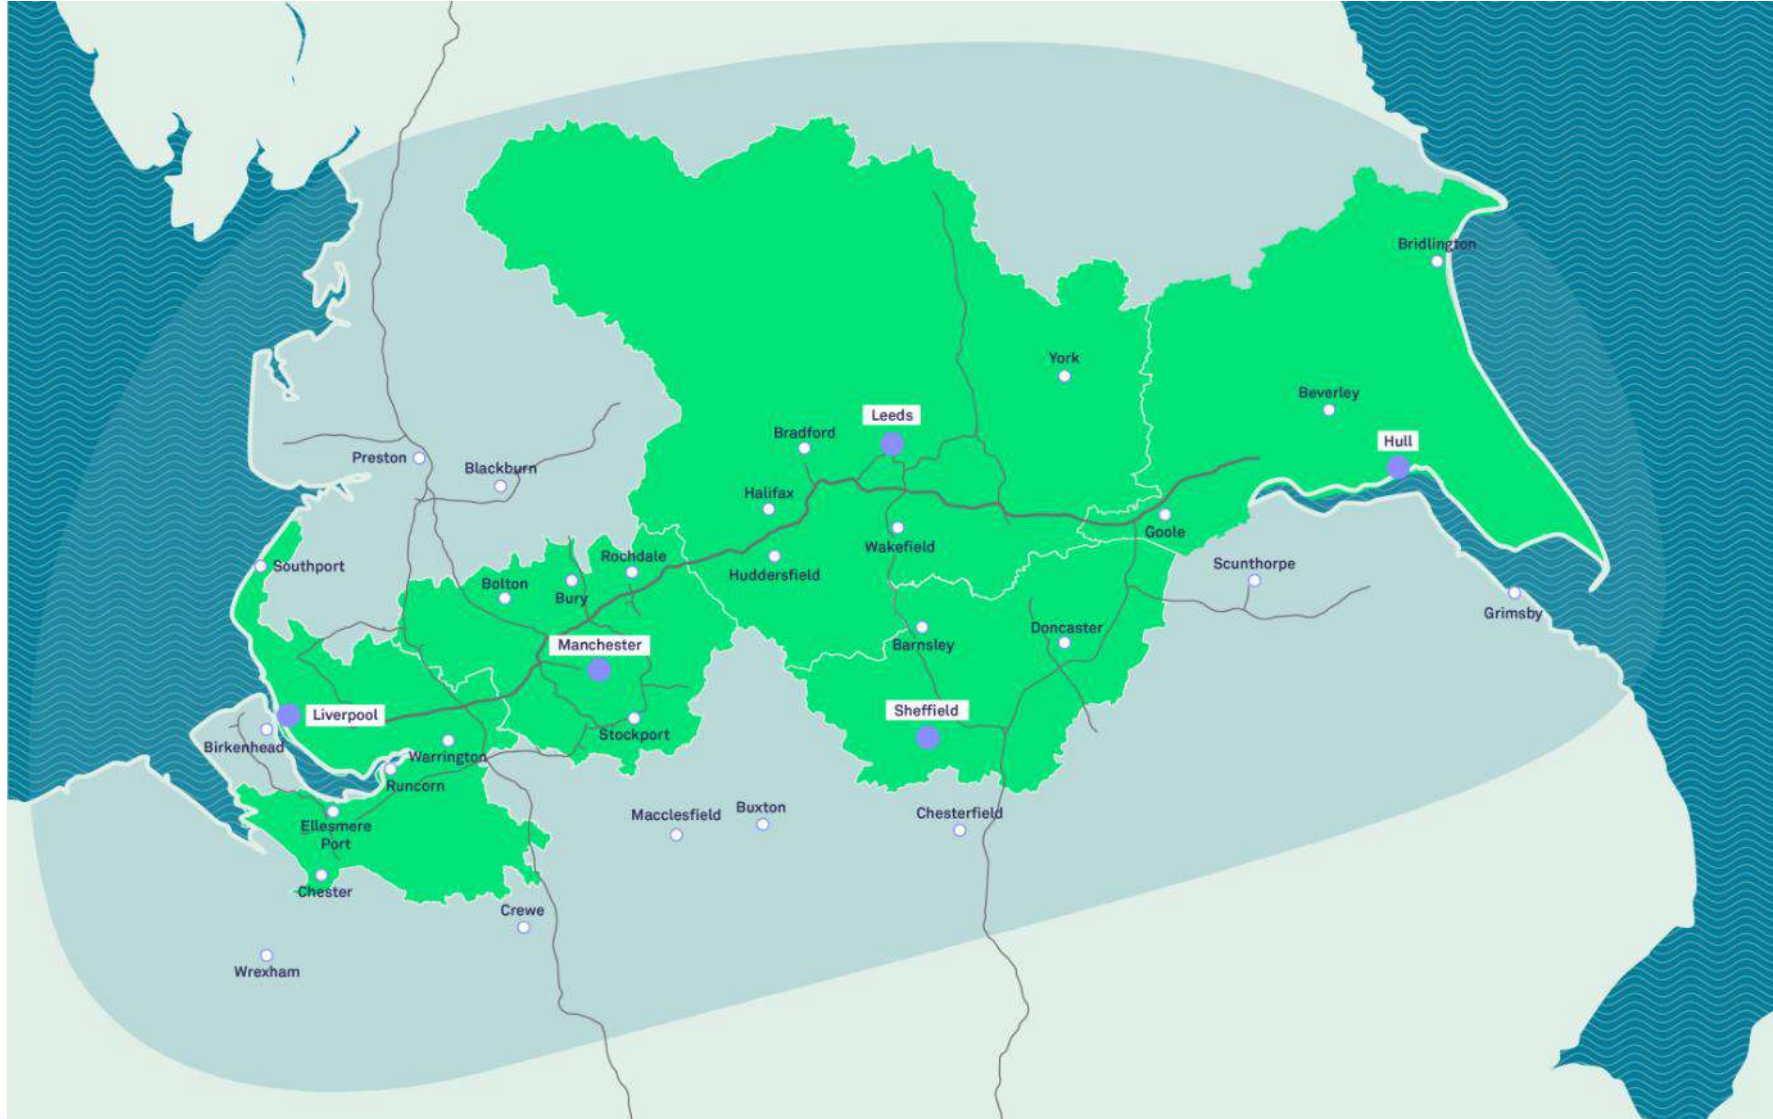 Bridlington
York
Beverley
Leeds
Bradford
Hull
Preston
Blackburn
Halifax
Goole
Wakefield
Rochdale
Southport
Huddersfield
Scunthorpe
Bolton
Bury
Grimsby
Manchester
Barnsley
Doncaster
Liverpool
Sheffield
Birkenhead
Stockport
Warrington
Runcorn
Macclesfield
Buxton
Chesterfield
Ellesmere
Port
Chester
Crewe
Wrexham